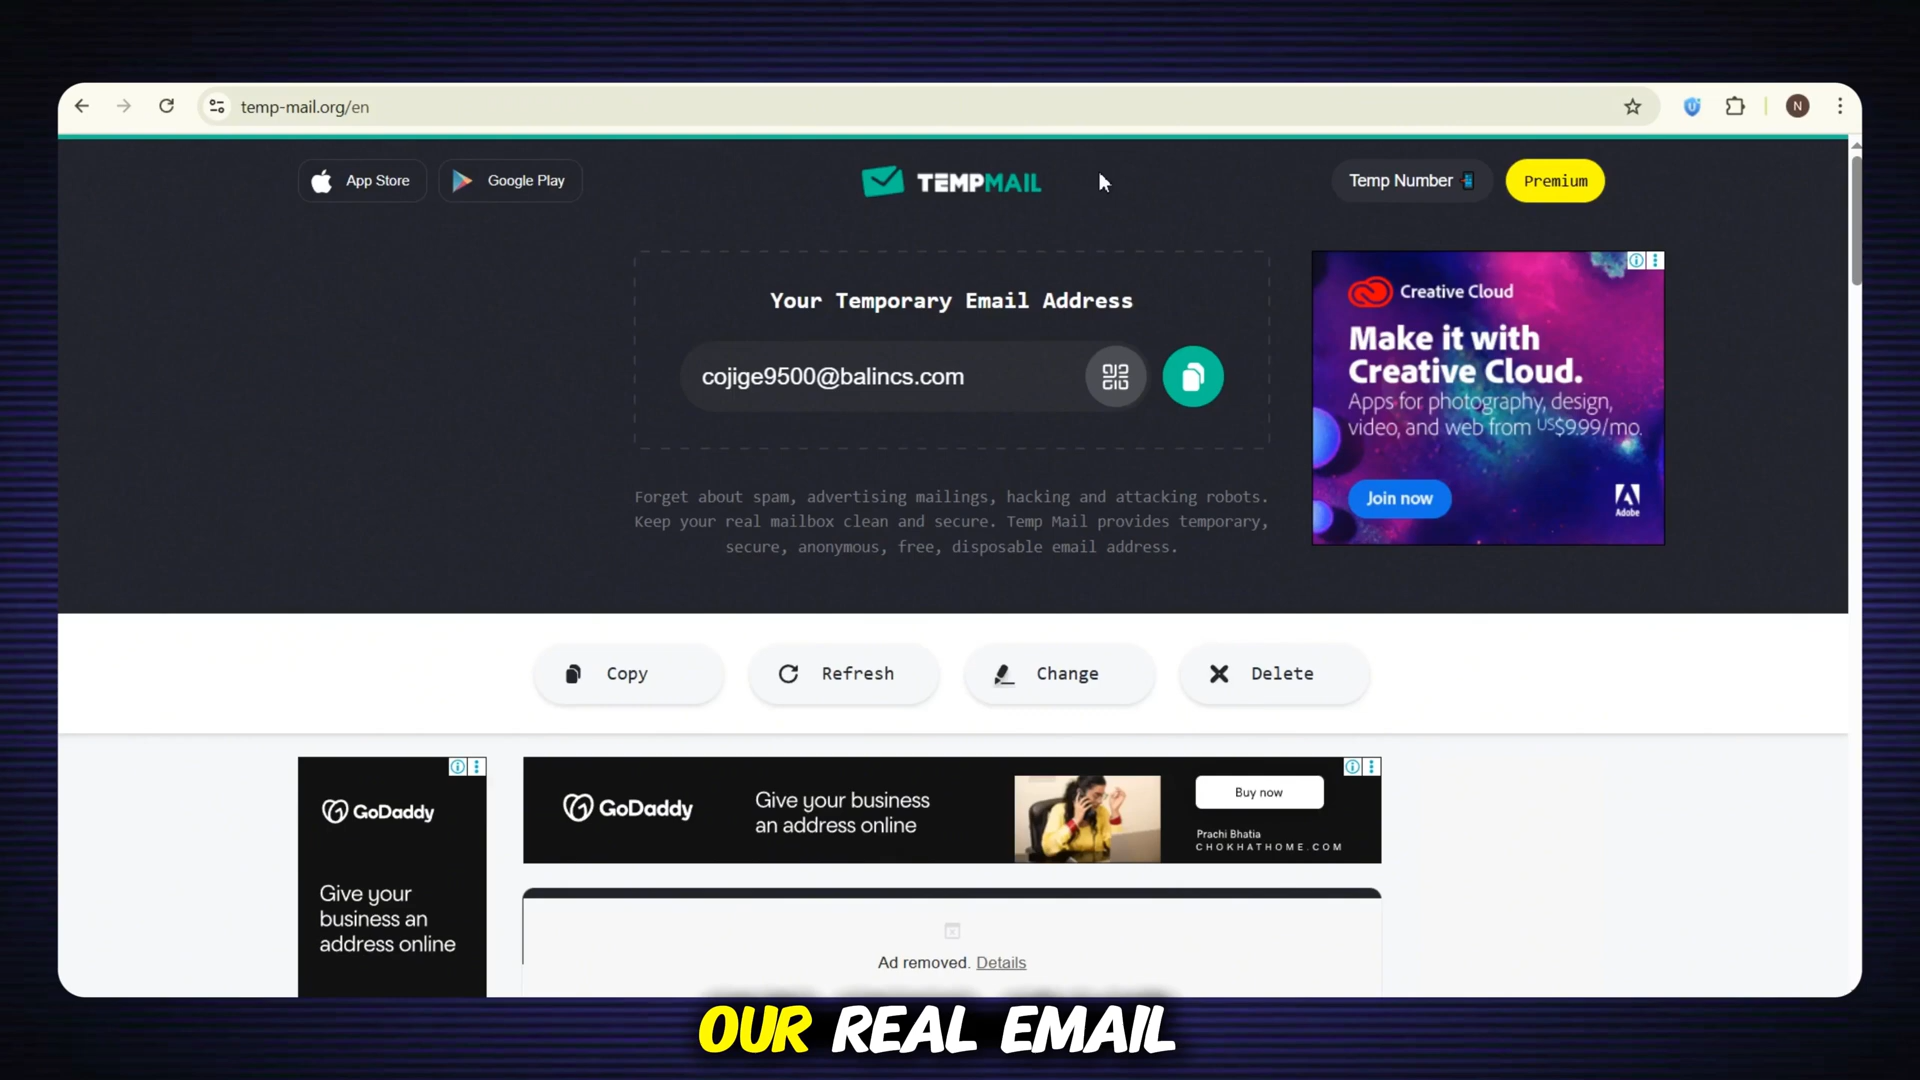 temp-mail.org/en
N
App Store
Google Play
TEMPMAIL
Temp Number
Premium
Your Temporary Email Address
cojige9500@balincs.com
Forget about spam, advertising mailings, hacking and attacking robots.
Keep your real mailbox clean and secure. Temp Mail provides temporary,
secure, anonymous, free, disposable email address.
Creative Cloud
Make it with
Creative Cloud.
Apps for photography, design,
video, and web from US$9.99/mo.
Join now
Adobe
Copy
Refresh
Change
Delete
GoDaddy
Give your
business an
address online
GoDaddy
Give your business
an address online
Buy now
Prachi Bhatia
CHOKHATHOME.COM
Ad removed. Details
OUR REAL EMAIL